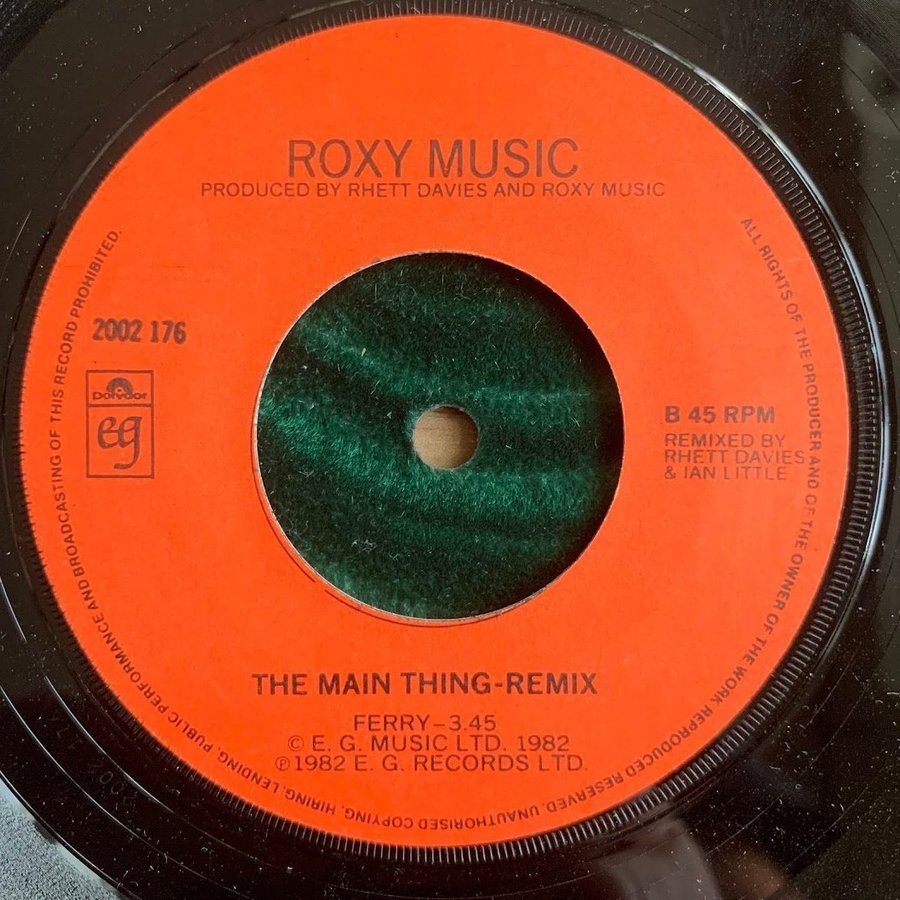 ROXY MUSIC
PRODUCED BY RHETT DAVIES AND ROXY MUSIC
2002 176
Polydor
eg
B 45 RPM
REMIXED BY
RHETT DAVIES
& IAN LITTLE
THE MAIN THING-REMIX
FERRY-3.45
© E. G. MUSIC LTD. 1982
℗1982 E. G. RECORDS LTD.
ALL RIGHTS OF THE PRODUCER AND OF THE OWNER OF THE WORK REPRODUCED RESERVED. UNAUTHORISED COPYING, HIRING, LENDING, PUBLIC PERFORMANCE AND BROADCASTING OF THIS RECORD PROHIBITED.